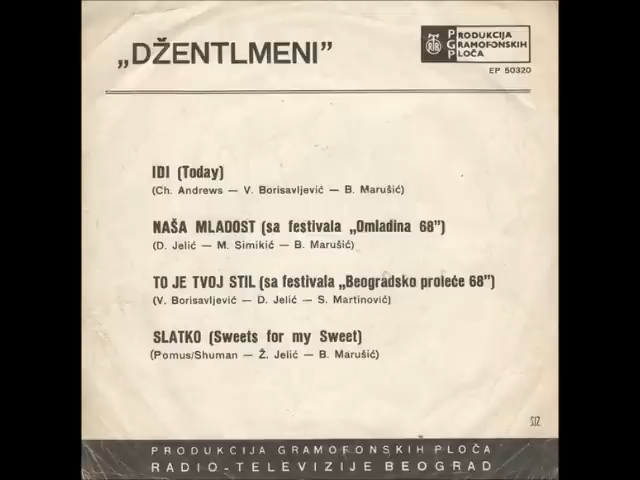 „DŽENTLMENI”
PGP RTB
PRODUKCIJA
GRAMOFONSKIH
PLOČA
EP 50320
IDI (Today)
(Ch. Andrews — V. Borisavljević — B. Marušić)
NAŠA MLADOST (sa festivala „Omladina 68”)
(D. Jelić — M. Simikić — B. Marušić)
TO JE TVOJ STIL (sa festivala „Beogradsko proleće 68”)
(V. Borisavljević — D. Jelić — S. Martinović)
SLATKO (Sweets for my Sweet)
(Pomus/Shuman — Ž. Jelić — B. Marušić)
PRODUKCIJA GRAMOFONSKIH PLOČA
RADIO-TELEVIZIJE BEOGRAD